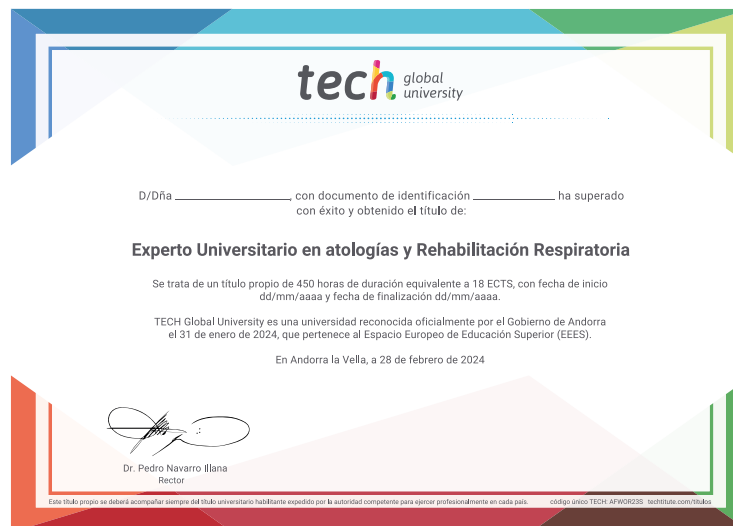 tech global university
D/Dña ________________, con documento de identificación ____________ ha superado
con éxito y obtenido el título de:
Experto Universitario en atologías y Rehabilitación Respiratoria
Se trata de un título propio de 450 horas de duración equivalente a 18 ECTS, con fecha de inicio
dd/mm/aaaa y fecha de finalización dd/mm/aaaa.
TECH Global University es una universidad reconocida oficialmente por el Gobierno de Andorra
el 31 de enero de 2024, que pertenece al Espacio Europeo de Educación Superior (EEES).
En Andorra la Vella, a 28 de febrero de 2024
Dr. Pedro Navarro Illana
Rector
Este título propio se deberá acompañar siempre del título universitario habilitante expedido por la autoridad competente para ejercer profesionalmente en cada país. código único TECH: AFWOR23S techtitute.com/titulos